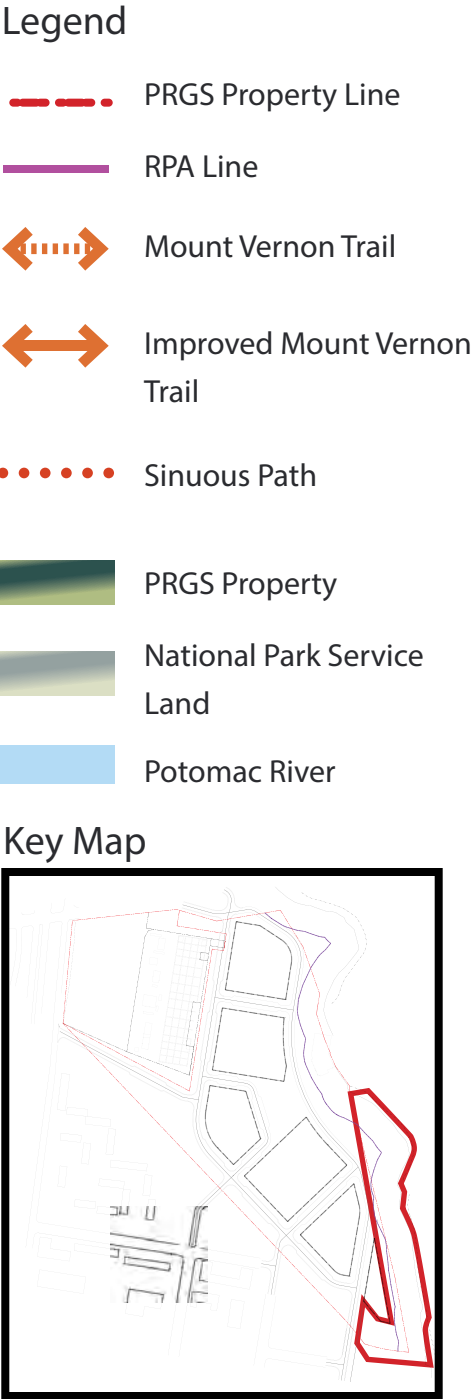 Legend
PRGS Property Line
RPA Line
Mount Vernon Trail
Improved Mount Vernon
Trail
Sinuous Path
PRGS Property
National Park Service
Land
Potomac River
Key Map